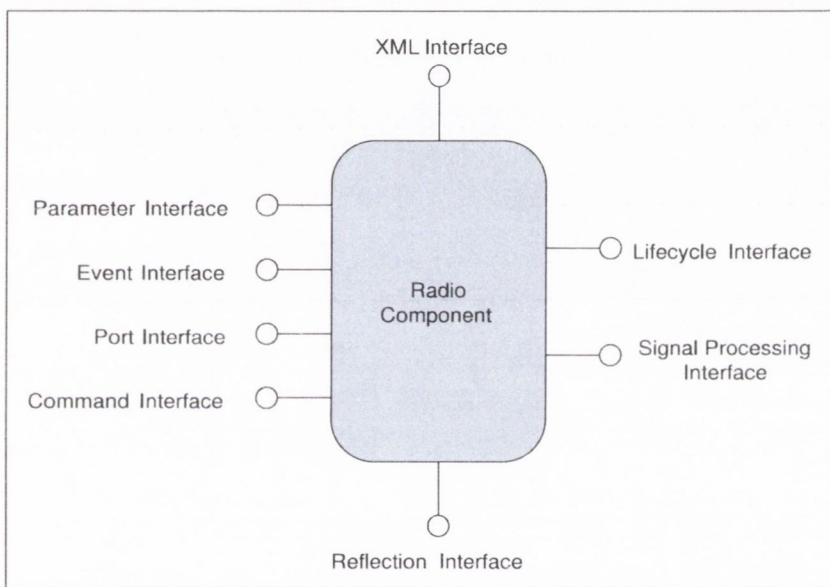 XML Interface
Parameter Interface
Event Interface
Port Interface
Command Interface
Radio
Component
Lifecycle Interface
Signal Processing
Interface
Reflection Interface